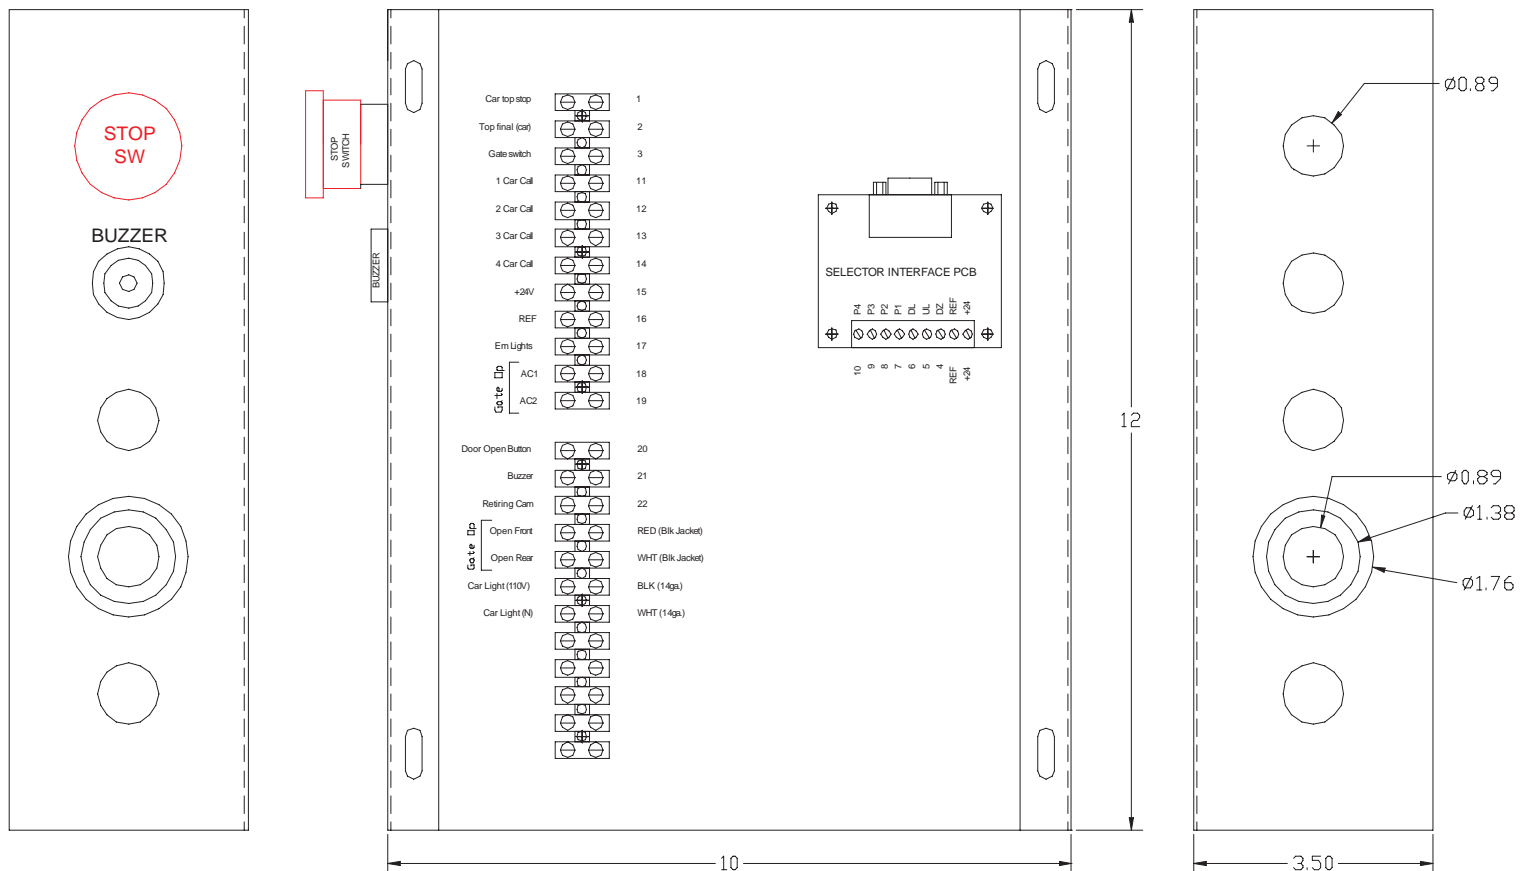 STOP
SW
BUZZER
STOP
SWITCH
BUZZER
Car top stop 1
Top final (car) 2
Gate switch 3
1 Car Call 11
2 Car Call 12
3 Car Call 13
4 Car Call 14
+24V 15
REF 16
Em Lights 17
Gate Op
AC1 18
AC2 19
Door Open Button 20
Buzzer 21
Retiring Cam 22
Gate Op
Open Front RED (Blk Jacket)
Open Rear WHT (Blk Jacket)
Car Light (110V) BLK (14ga.)
Car Light (N) WHT (14ga.)
SELECTOR INTERFACE PCB
P4 P3 P2 P1 DL UL DZ REF +24
10 9 8 7 6 5 4 REF +24
12
10
Ø0.89
Ø0.89
Ø1.38
Ø1.76
3.50